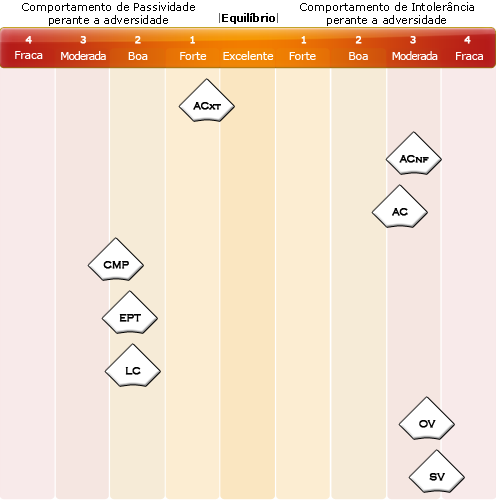 Comportamento de Passividade
perante a adversidade
|Equilíbrio|
Comportamento de Intolerância
perante a adversidade
4 3 2 1 1 2 3 4
Fraca Moderada Boa Forte Excelente Forte Boa Moderada Fraca
ACXT
ACNF
AC
CMP
EPT
LC
OV
SV